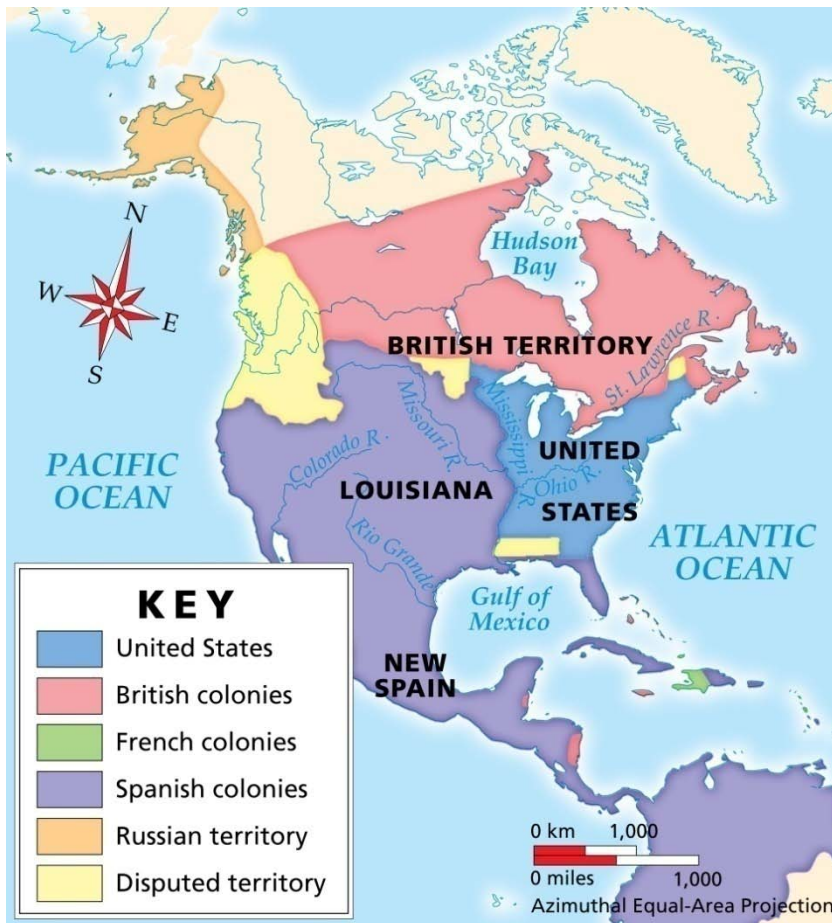 N
W
E
S
Hudson
Bay
BRITISH TERRITORY
St. Lawrence R.
Missouri R.
Mississippi R.
Colorado R.
UNITED
Ohio R.
STATES
PACIFIC
OCEAN
LOUISIANA
Rio Grande
ATLANTIC
OCEAN
Gulf of
Mexico
NEW
SPAIN
KEY
United States
British colonies
French colonies
Spanish colonies
Russian territory
Disputed territory
0 km 1,000
0 miles 1,000
Azimuthal Equal-Area Projection